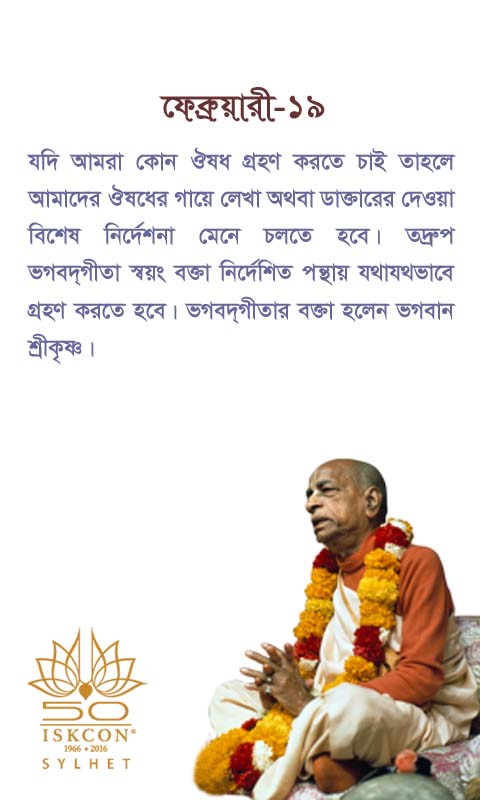 ফেব্রুয়ারী-১৯
যদি আমরা কোন ঔষধ গ্রহণ করতে চাই তাহলে
আমাদের ঔষধের গায়ে লেখা অথবা ডাক্তারের দেওয়া
বিশেষ নির্দেশনা মেনে চলতে হবে। তদ্রুপ
ভগবদ্‌গীতা স্বয়ং বক্তা নির্দেশিত পন্থায় যথাযথভাবে
গ্রহণ করতে হবে। ভগবদ্‌গীতার বক্তা হলেন ভগবান
শ্রীকৃষ্ণ।
50
ISKCON®
1966 • 2016
SYLHET